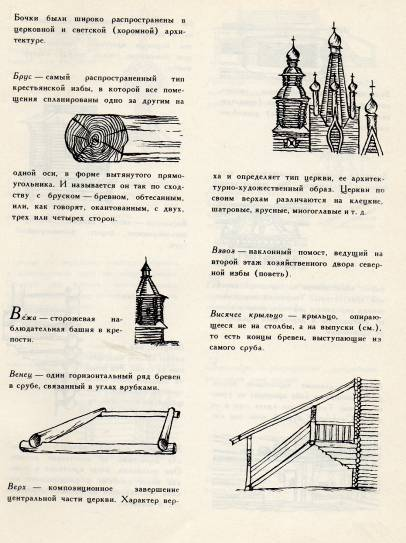 Бочки были широко распространены в
церковной и светской (хоромной) архи-
тектуре.
Брус — самый распространенный тип
крестьянской избы, в которой все поме-
щения спланированы одно за другим на
одной оси, в форме вытянутого прямо-
угольника. И называется он так по сход-
ству с бруском — бревном, обтесанным,
или, как говорят, окантованным, с двух,
трех или четырех сторон.
Ве́жа — сторожевая на-
блюдательная башня в кре-
пости.
Венец — один горизонтальный ряд бревен
в срубе, связанный в углах врубками.
Верх — композиционное завершение
центральной части церкви. Характер вер-
ха и определяет тип церкви, ее архитек-
турно-художественный образ. Церкви по
своим верхам различаются на клецкие,
шатровые, ярусные, многоглавые и т. д.
Взвоз — наклонный помост, ведущий на
второй этаж хозяйственного двора север-
ной избы (поветь).
Висячее крыльцо — крыльцо, опираю-
щееся не на столбы, а на выпуски (см.),
то есть концы бревен, выступающие из
самого сруба.